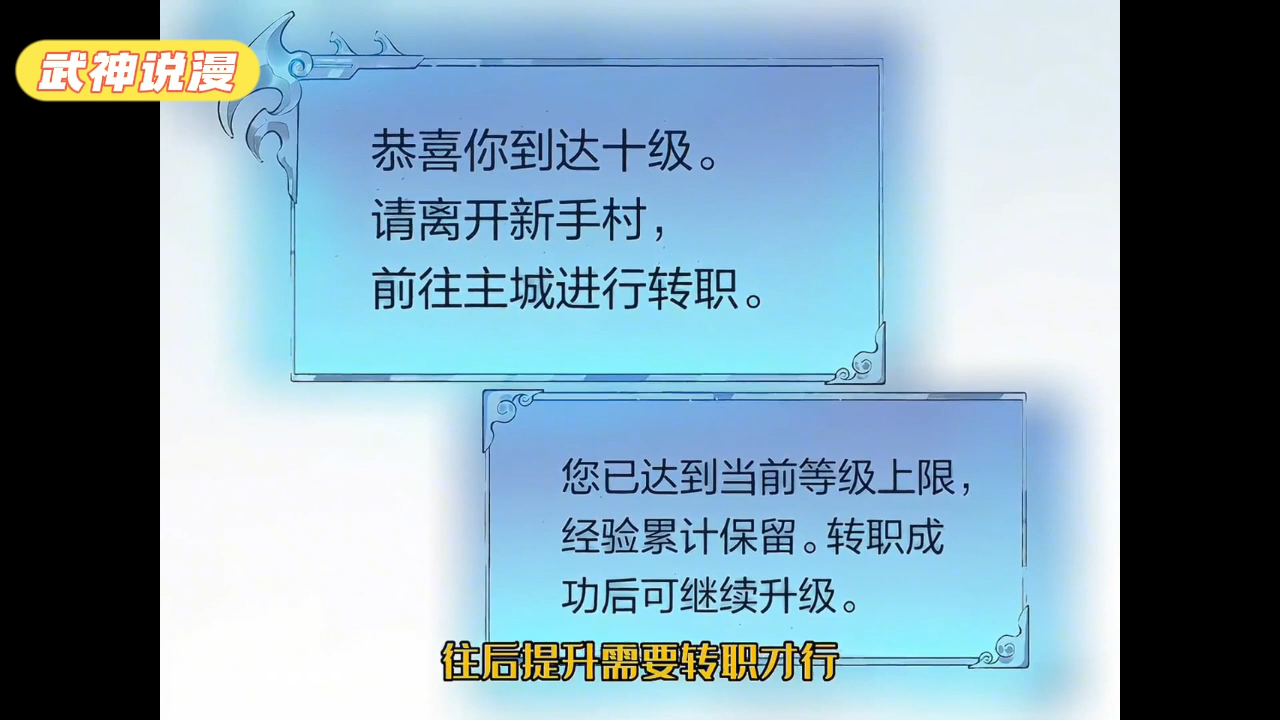 武神说漫
恭喜你到达十级。
请离开新手村，
前往主城进行转职。
您已达到当前等级上限，
经验累计保留。转职成
功后可继续升级。
往后提升需要转职才行